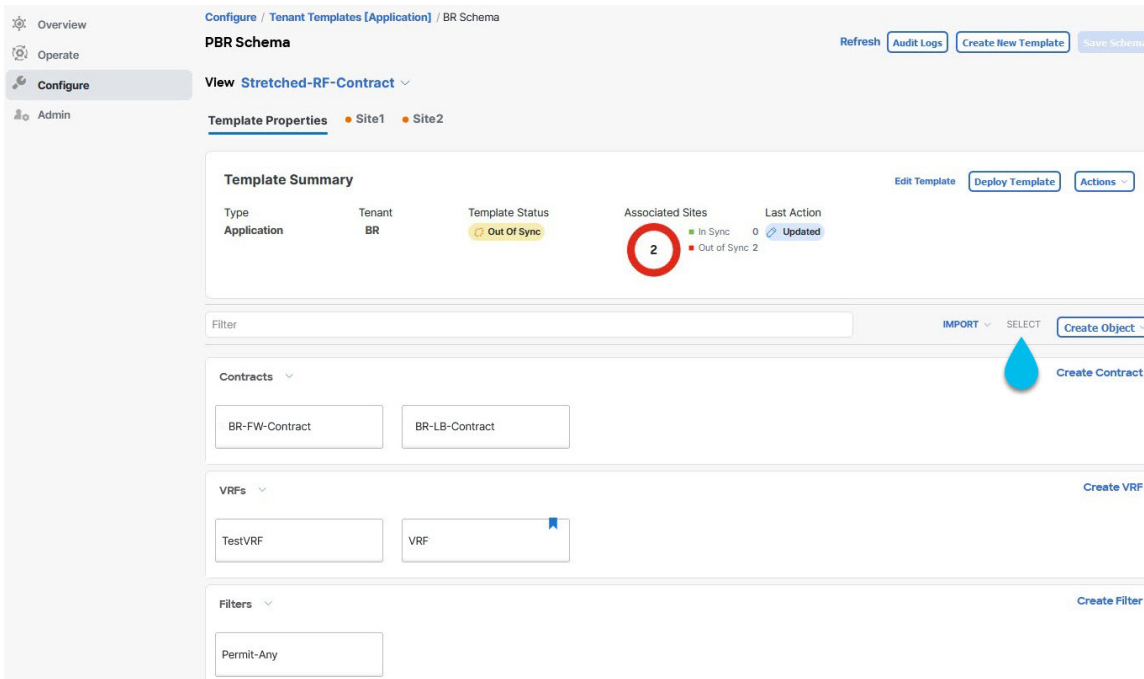 Overview
Operate
Configure
Admin
Configure / Tenant Templates [Application] / BR Schema
PBR Schema
Refresh Audit Logs Create New Template Save Schema
View Stretched-RF-Contract
Template Properties Site1 Site2
Template Summary
Edit Template Deploy Template Actions
Type Tenant Template Status Associated Sites Last Action
Application BR Out Of Sync 2 In Sync 0 Updated
Out of Sync 2
Filter IMPORT SELECT Create Object
Contracts Create Contract
BR-FW-Contract BR-LB-Contract
VRFs Create VRF
TestVRF VRF
Filters Create Filter
Permit-Any